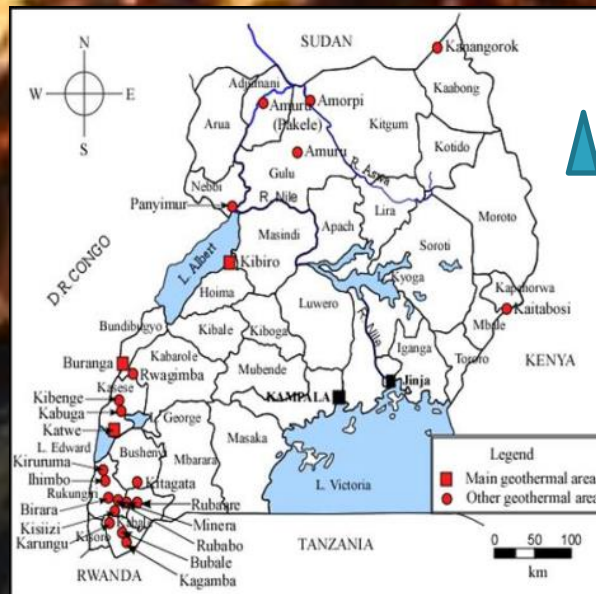 N
SUDAN
Kanangorok
W E
S
Adjumani
Arua
Amuru
(Pakele)
Amorpi
Kaabong
Kitgum
Kotido
Amuru
Gulu
R. Aswa
Nebbi
Panyimur
R. Nile
Lira
Moroto
Apach
Masindi
Soroti
L. Albert
Kibiro
D.R.CONGO
Hoima
Kyoga
Kapchorwa
Kaitabosi
Bundibugyo
Kibale
Kiboga
Luwero
R. Nile
Mbale
Buranga
Kabarole
Iganga
Tororo
KENYA
Rwagimba
Mubende
Kasese
Kibenge
KAMPALA
Jinja
Kabuga
George
Katwe
Masaka
L. Edward
Bushenyi
Mbarara
Kiruruma
Ihimbo
Kitagata
L. Victoria
Rukungiri
Birara
Rubaare
Kisiizi
Kabale
Minera
Karungu
Kisoro
Rubabo
Bubale
Kagamba
TANZANIA
RWANDA
Legend
Main geothermal area
Other geothermal area
0 50 100
km